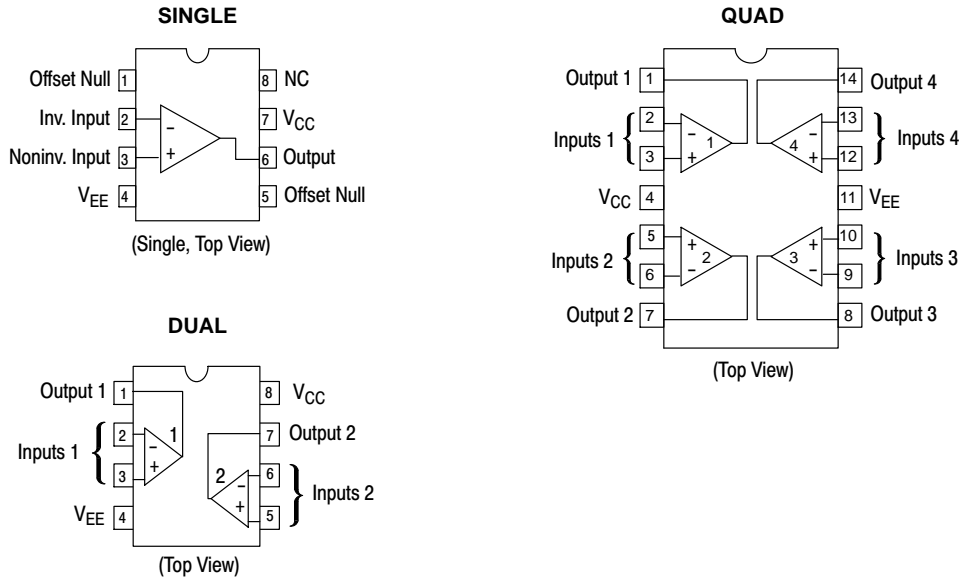 SINGLE
Offset Null 1 8 NC
Inv. Input 2 7 VCC
Noninv. Input 3 6 Output
VEE 4 5 Offset Null
- +
(Single, Top View)
DUAL
Output 1 1 8 VCC
Inputs 1 2 - 1 7 Output 2
3 + 2 - 6 Inputs 2
VEE 4 + 5
(Top View)
QUAD
Output 1 1 14 Output 4
Inputs 1 2 - 1 4 - 13 Inputs 4
3 + + 12
VCC 4 11 VEE
Inputs 2 5 + 2 3 + 10 Inputs 3
6 - - 9
Output 2 7 8 Output 3
(Top View)